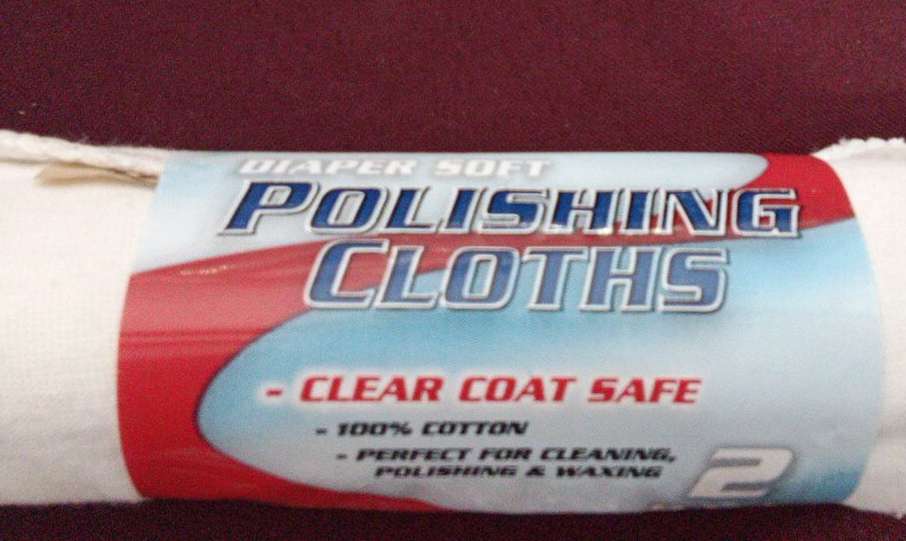 DIAPER SOFT
POLISHING
CLOTHS
- CLEAR COAT SAFE
- 100% COTTON
- PERFECT FOR CLEANING,
POLISHING & WAXING
2